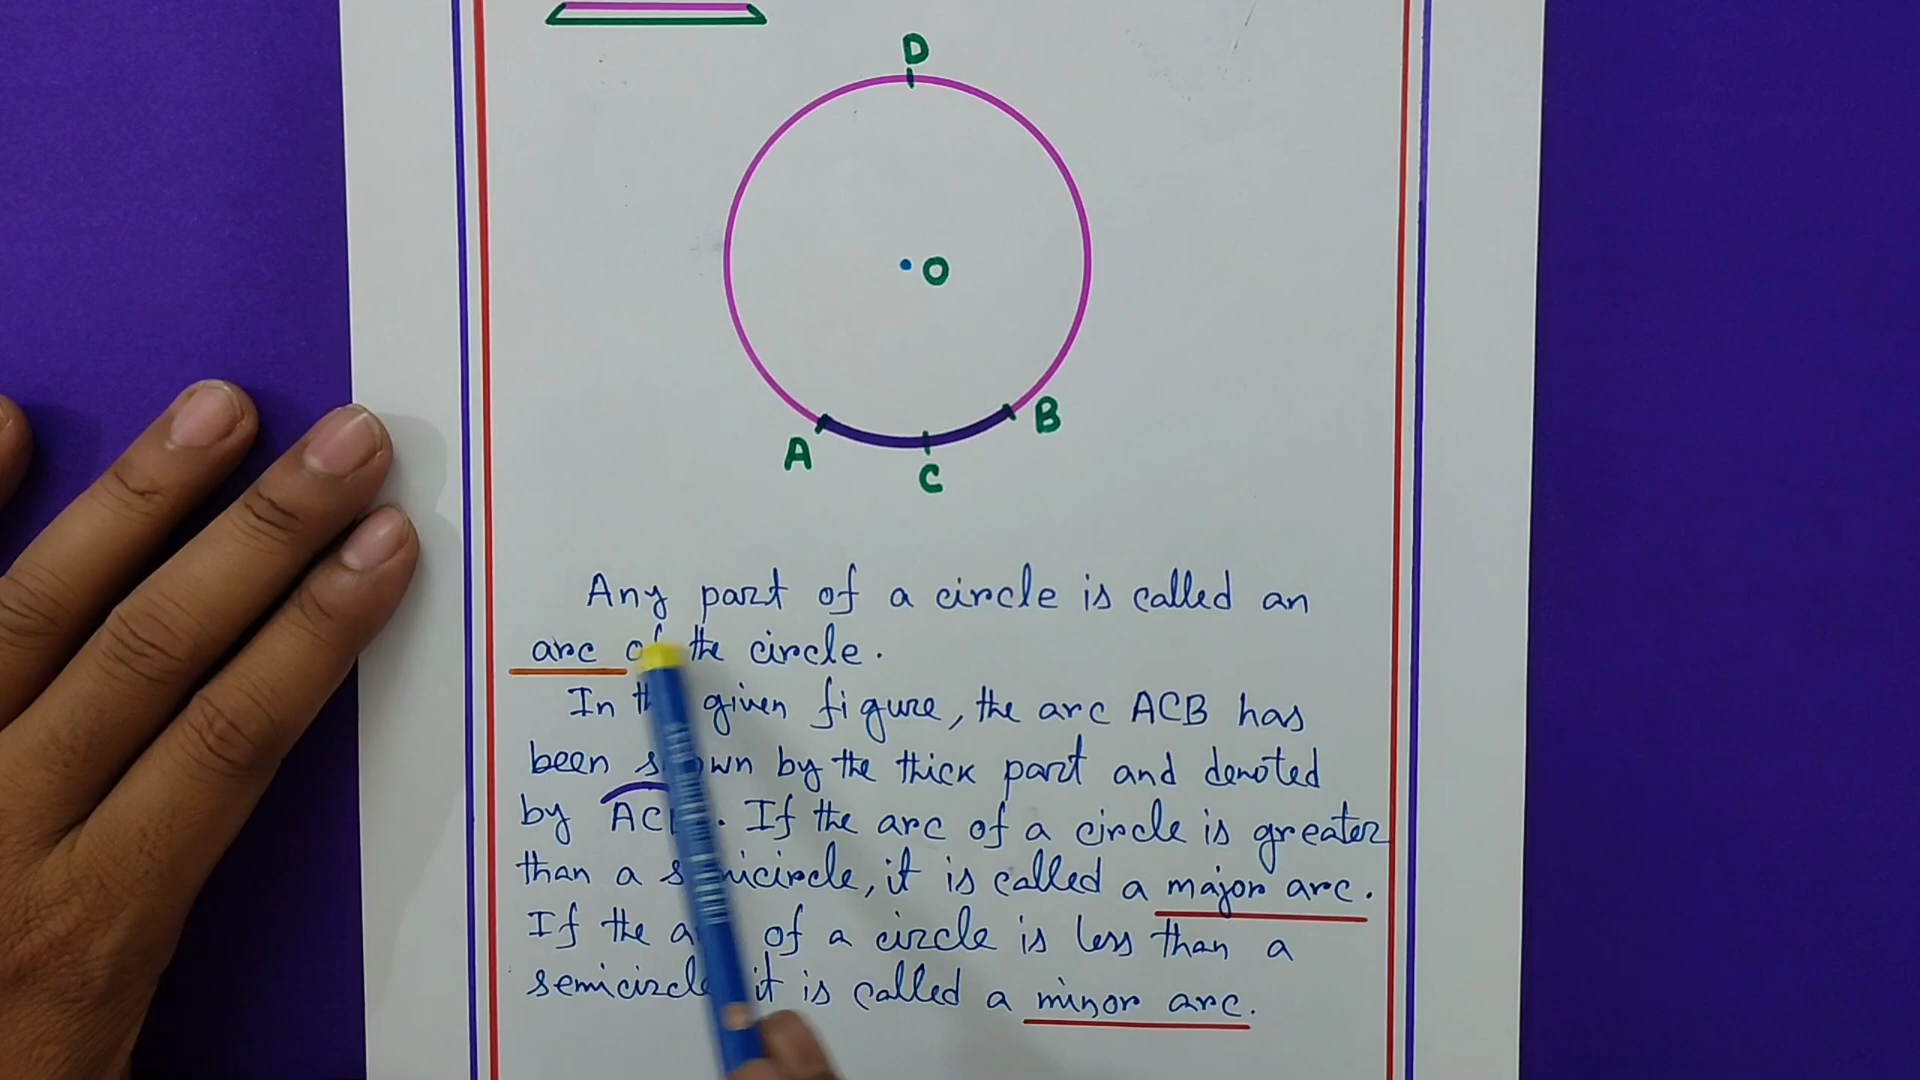 D
O
A
B
C
Any part of a circle is called an
arc the circle.
In given figure, the arc ACB has
been by the thick part and denoted
by . If the arc of a circle is greater
than a semicircle, it is called a major arc.
If the of a circle is less than a
semicircle it is called a minor arc.